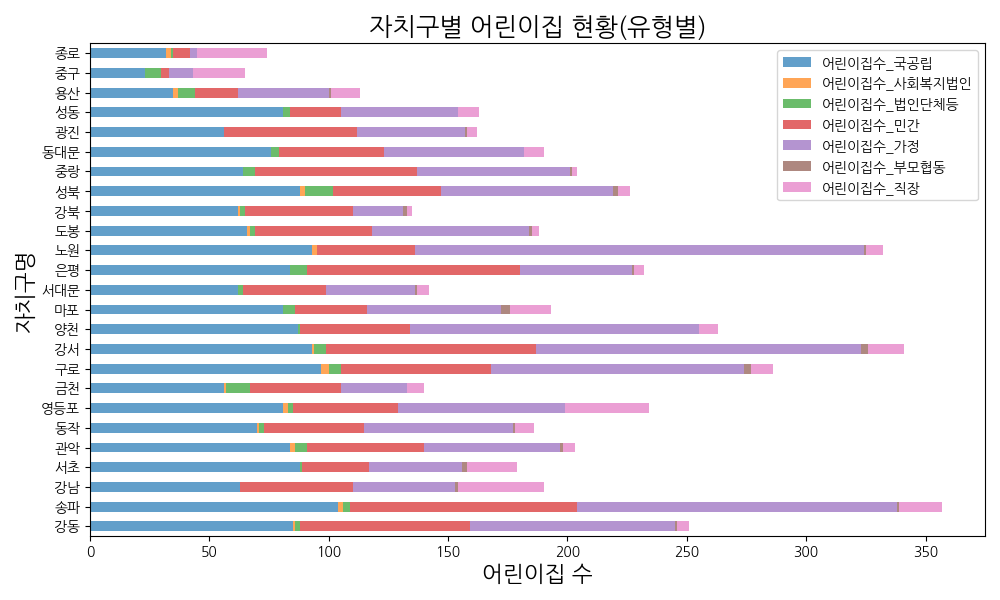 자치구별 어린이집 현황(유형별)
어린이집수_국공립
어린이집수_사회복지법인
어린이집수_법인단체등
어린이집수_민간
어린이집수_가정
어린이집수_부모협동
어린이집수_직장
자치구명
종로
중구
용산
성동
광진
동대문
중랑
성북
강북
도봉
노원
은평
서대문
마포
양천
강서
구로
금천
영등포
동작
관악
서초
강남
송파
강동
0 50 100 150 200 250 300 350
어린이집 수